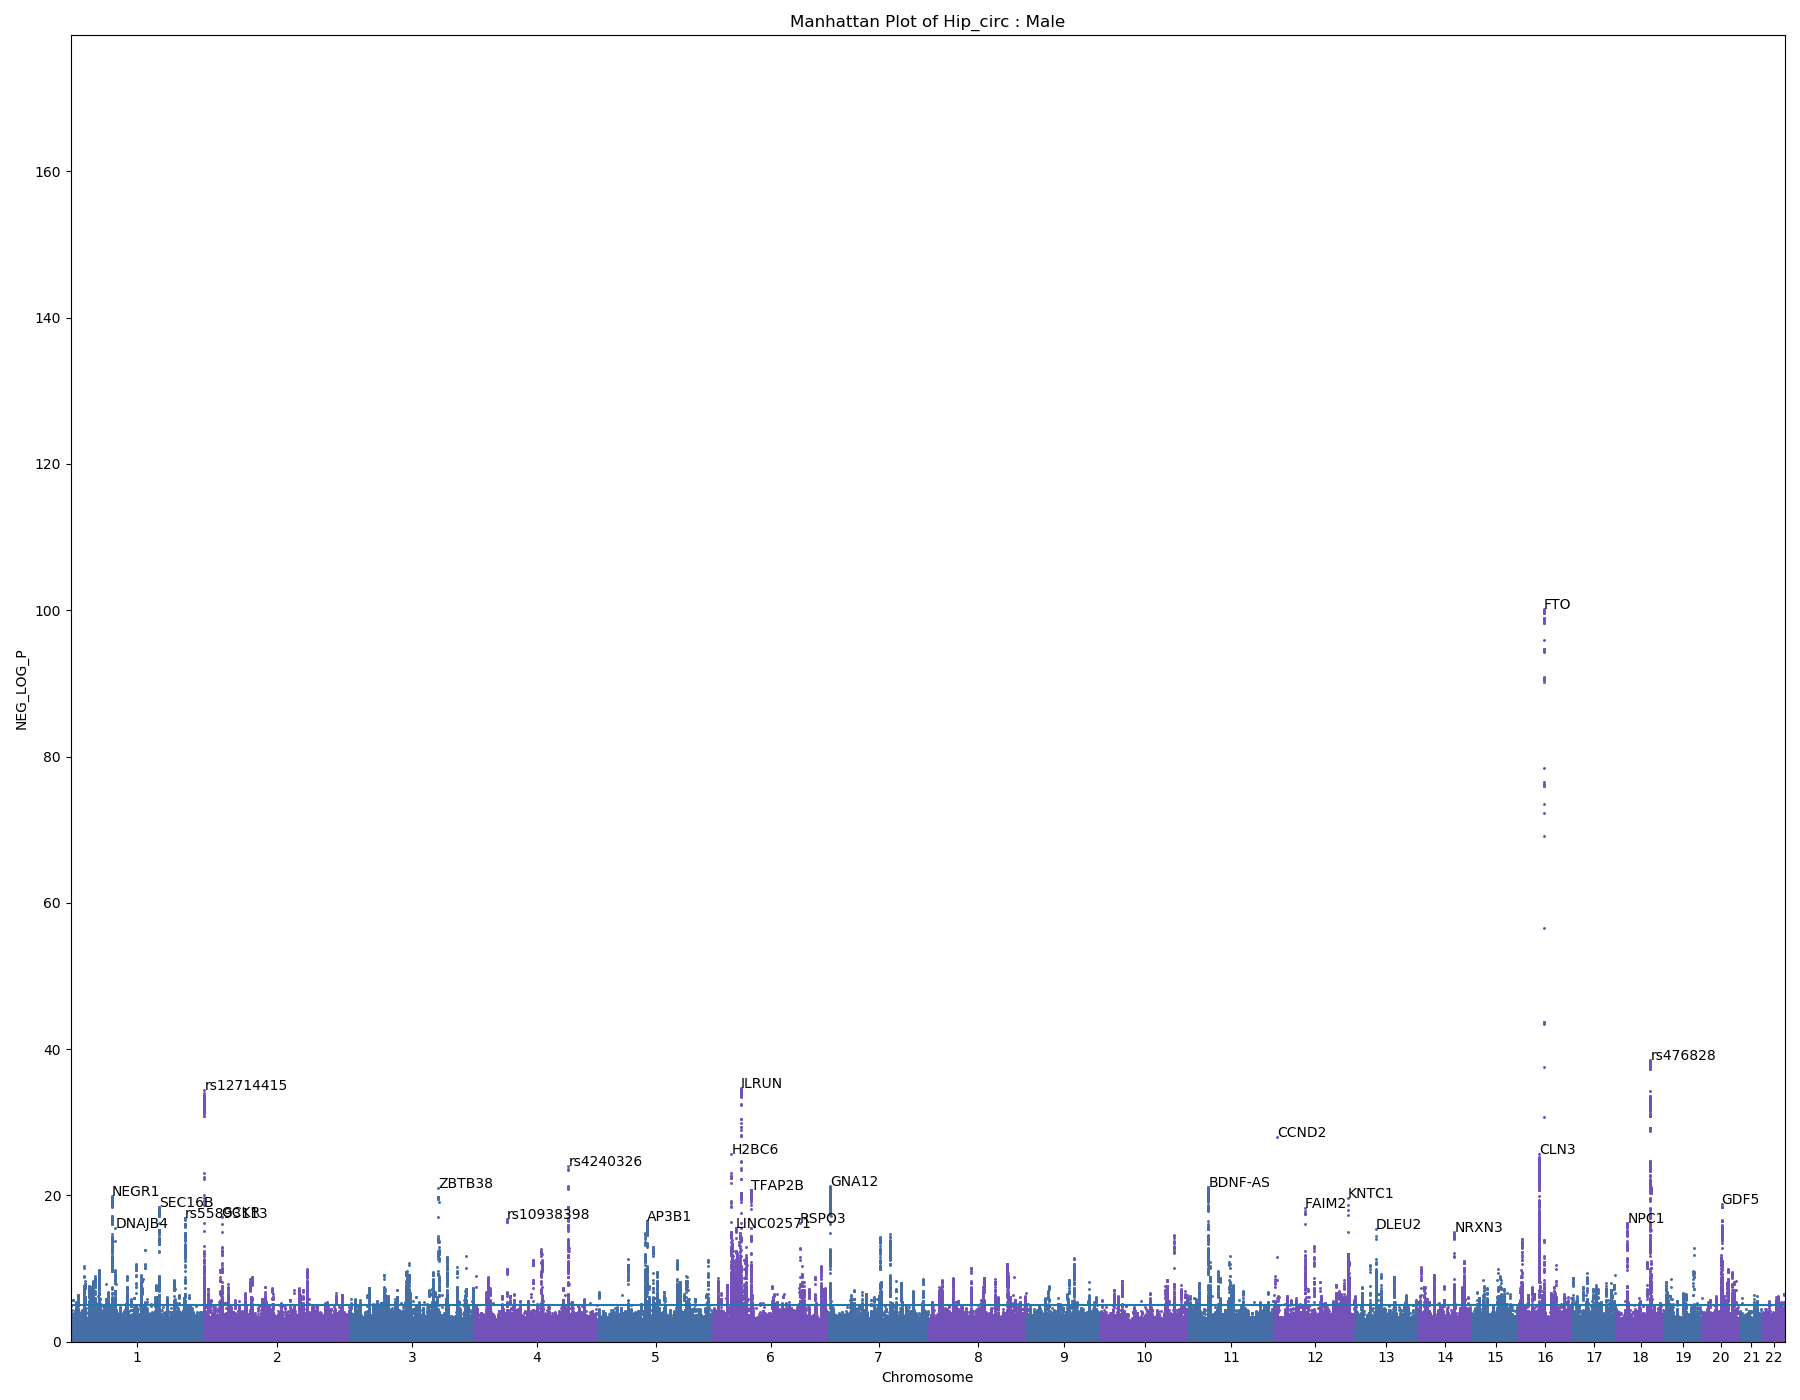 Manhattan Plot of Hip_circ : Male
NEG_LOG_P
160
140
120
100
80
60
40
20
0
FTO
rs476828
rs12714415
ILRUN
CCND2
H2BC6
CLN3
rs4240326
NEGR1
ZBTB38
TFAP2B
GNA12
BDNF-AS
KNTC1
SEC16B
FAIM2
GDF5
GCKR
rs10938398
AP3B1
RSPO3
NPC1
DNAJB4
LINC02571
DLEU2
NRXN3
1 2 3 4 5 6 7 8 9 10 11 12 13 14 15 16 17 18 19 20 21 22
Chromosome